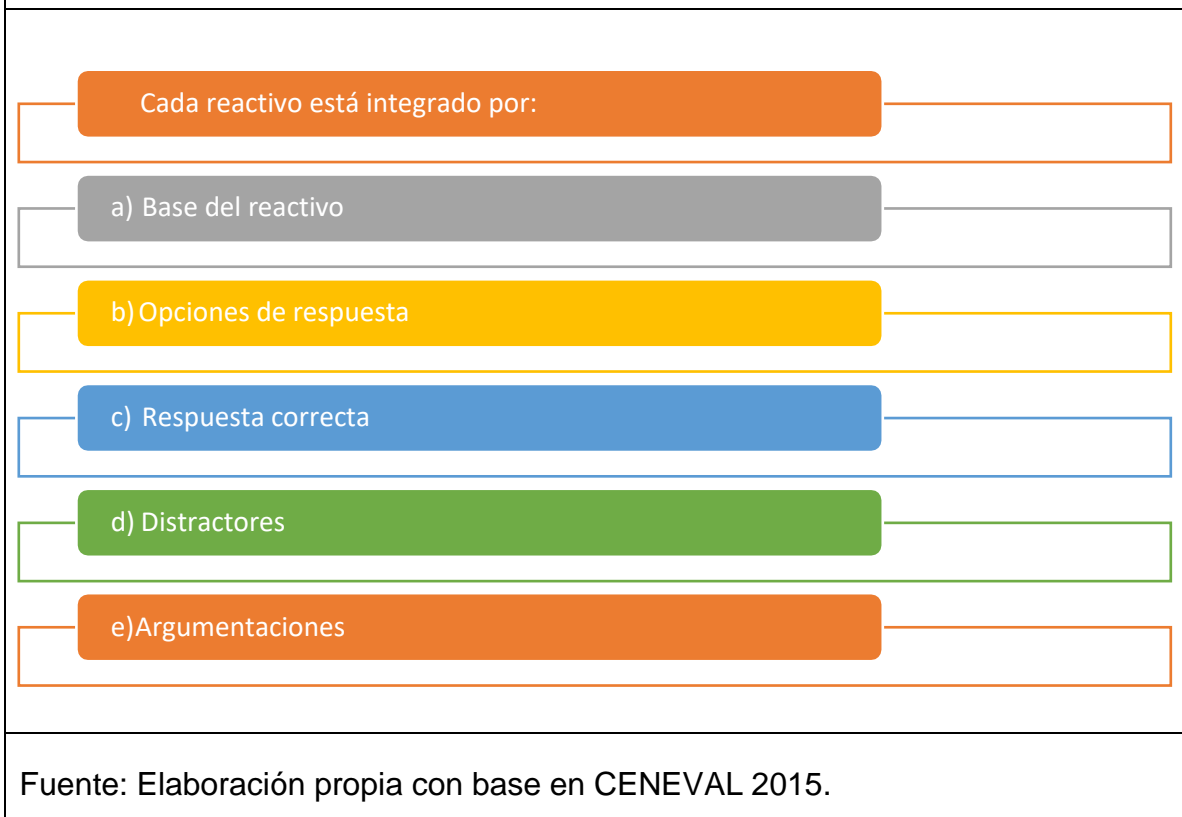 Cada reactivo está integrado por:
a) Base del reactivo
b) Opciones de respuesta
c) Respuesta correcta
d) Distractores
e)Argumentaciones
Fuente: Elaboración propia con base en CENEVAL 2015.